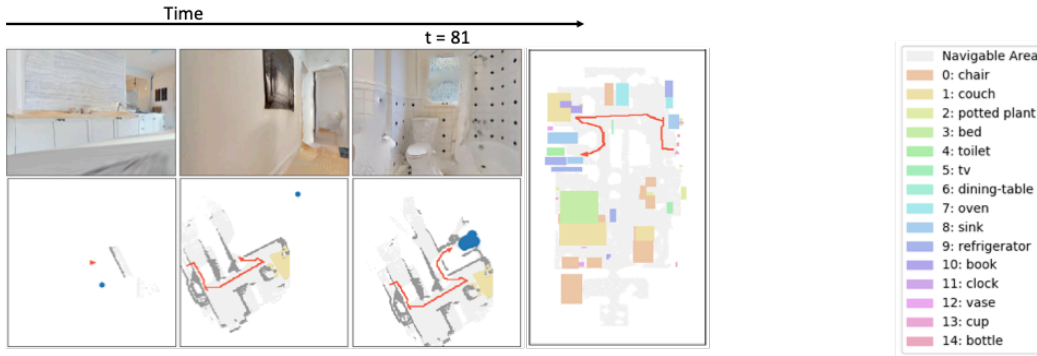 Time
t = 81
Navigable Area
0: chair
1: couch
2: potted plant
3: bed
4: toilet
5: tv
6: dining-table
7: oven
8: sink
9: refrigerator
10: book
11: clock
12: vase
13: cup
14: bottle